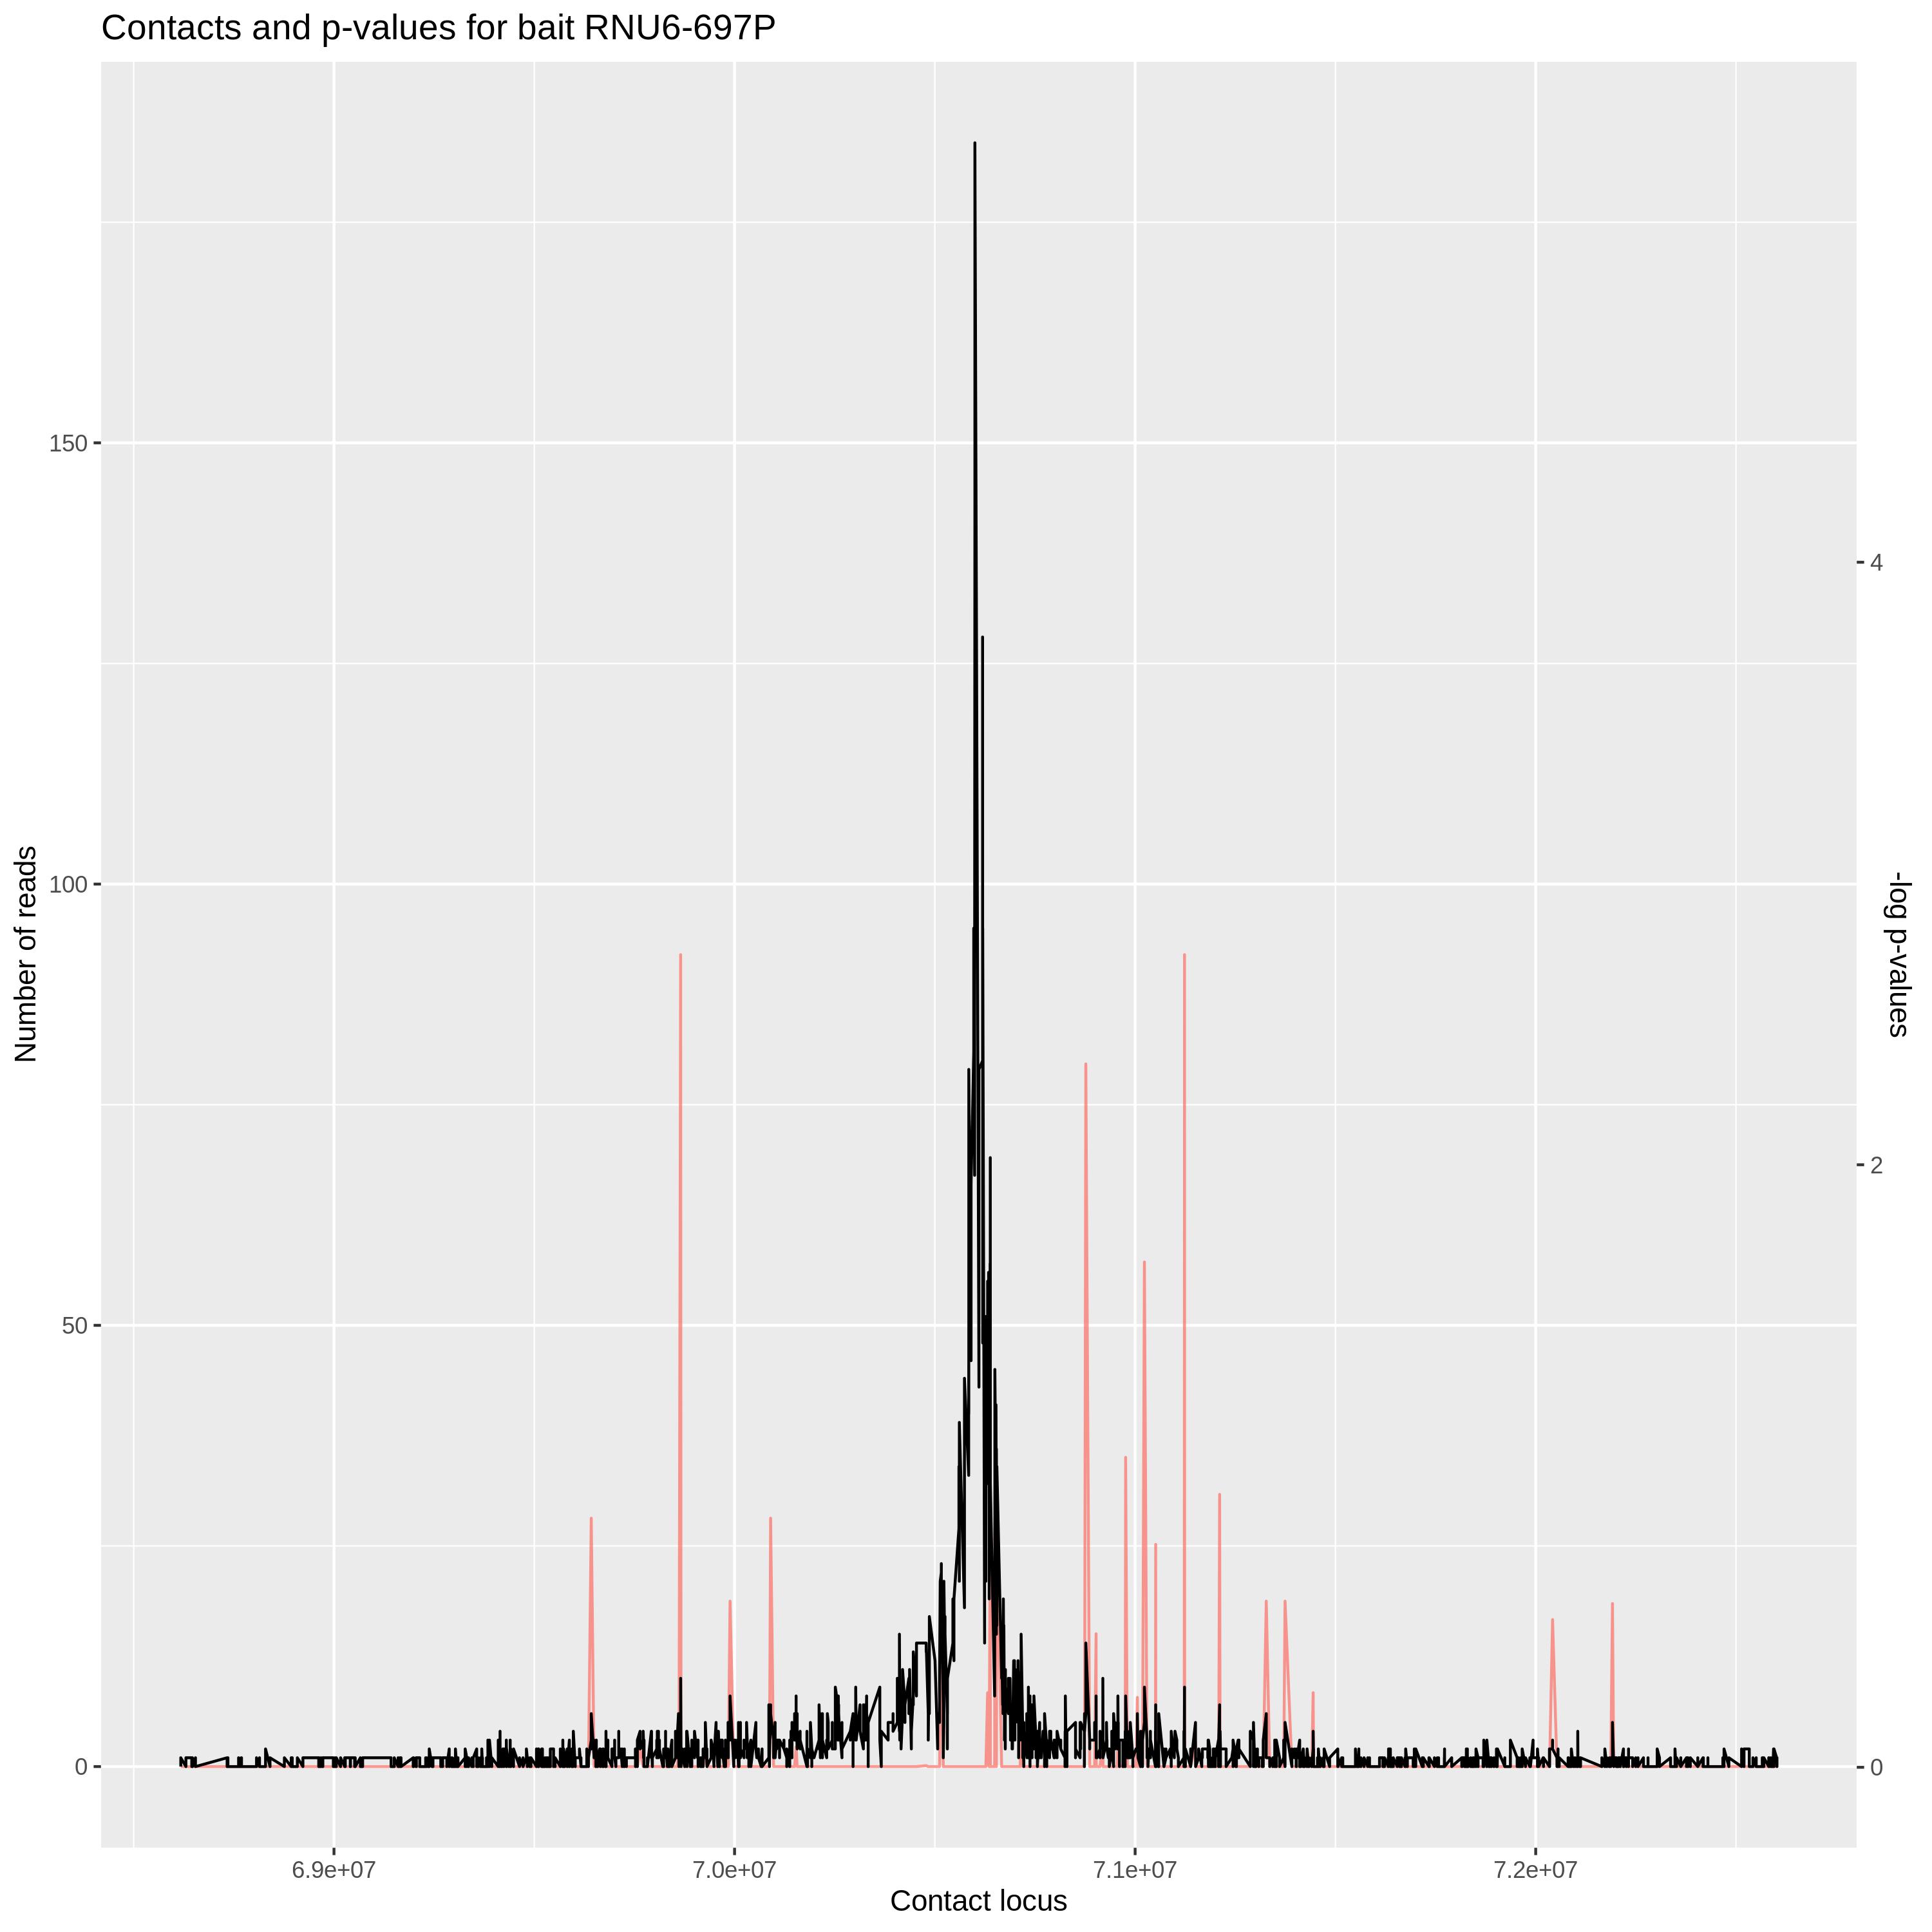 Contacts and p-values for bait RNU6-697P
Number of reads
150
100
50
0
4
2
0
-log p-values
6.9e+07
7.0e+07
7.1e+07
7.2e+07
Contact locus